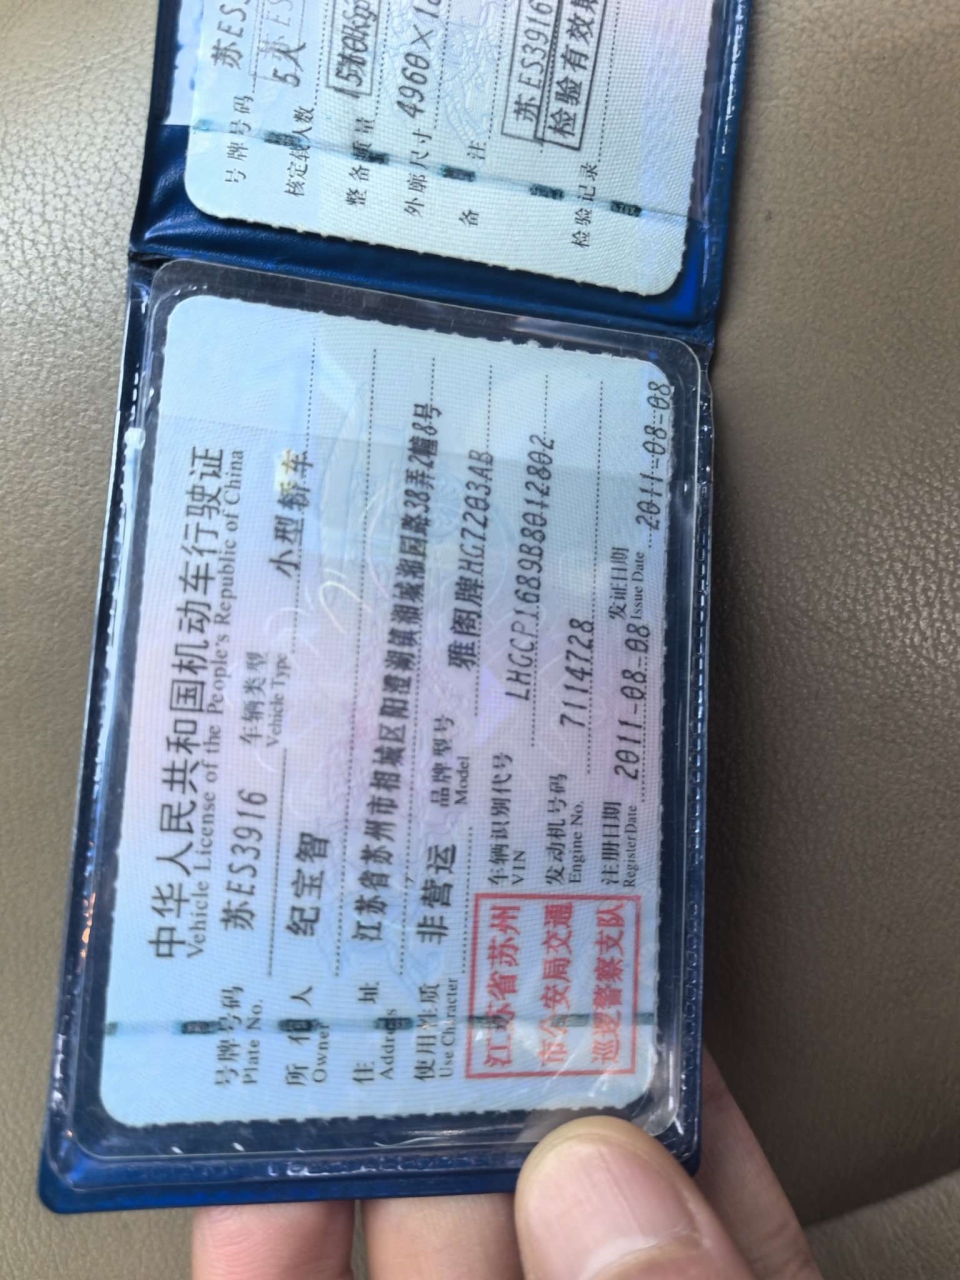 中华人民共和国机动车行驶证
Vehicle License of the People's Republic of China
号牌号码 苏ES3916 车辆类型 小型轿车
Plate No. Vehicle Type
所有人 纪宝智
Owner
住址 江苏省苏州市相城区阳澄湖镇湘城湘园路38弄2幢8号
Address
使用性质 非营运 品牌型号 雅阁牌HG7203AB
Use Character Model
江苏省苏州
市公安局交通
巡逻警察支队
车辆识别代号 LHGCP1689B8012802
VIN
发动机号码 7114728
Engine No.
注册日期 2011-08-08 发证日期 2011-08-08
Register Date Issue Date
号牌号码 苏ES
核定载人数 5人
整备质量
外廓尺寸 4960×18
备注
苏ES3916
检验记录 检验有效期